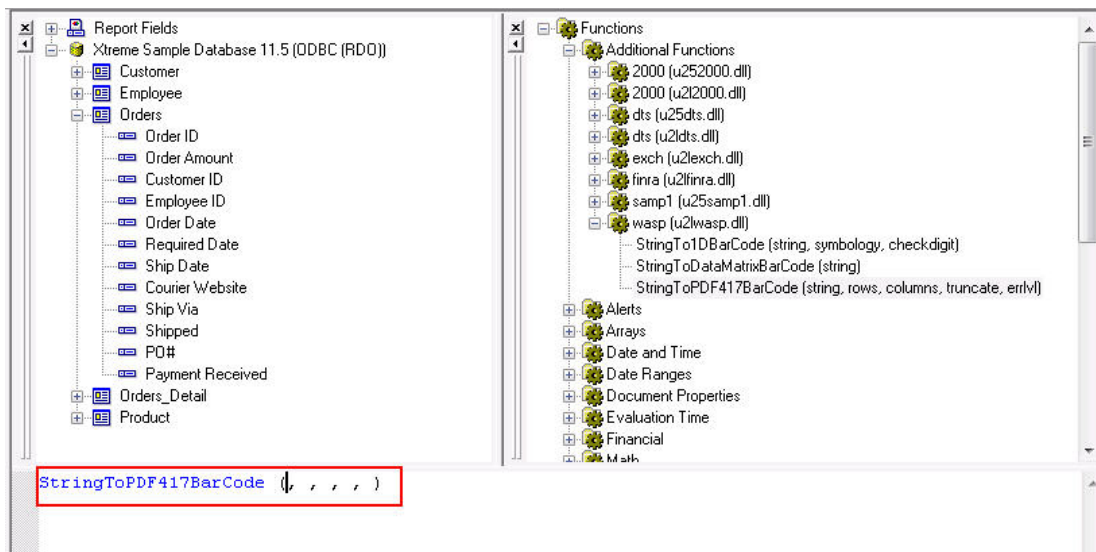 Report Fields
Xtreme Sample Database 11.5 (ODBC (RDO))
Customer
Employee
Orders
Order ID
Order Amount
Customer ID
Employee ID
Order Date
Required Date
Ship Date
Courier Website
Ship Via
Shipped
PO#
Payment Received
Orders_Detail
Product
Functions
Additional Functions
2000 (u252000.dll)
2000 (u2l2000.dll)
dts (u25dts.dll)
dts (u2ldts.dll)
exch (u2lexch.dll)
finra (u2lfinra.dll)
samp1 (u25samp1.dll)
wasp (u2lwasp.dll)
StringTo1DBarCode (string, symbology, checkdigit)
StringToDataMatrixBarCode (string)
StringToPDF417BarCode (string, rows, columns, truncate, errlvl)
Alerts
Arrays
Date and Time
Date Ranges
Document Properties
Evaluation Time
Financial
Math
StringToPDF417BarCode (, , , , )